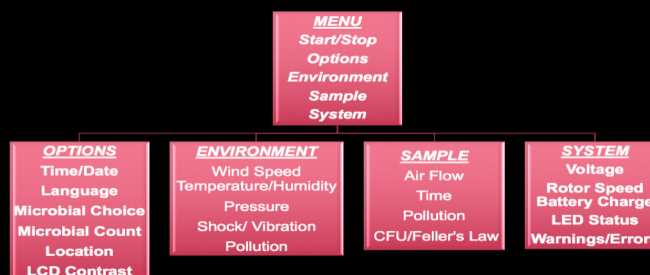 MENU
Start/Stop
Options
Environment
Sample
System
OPTIONS
Time/Date
Language
Microbial Choice
Microbial Count
Location
LCD Contrast
ENVIRONMENT
Wind Speed
Temperature/Humidity
Pressure
Shock/ Vibration
Pollution
SAMPLE
Air Flow
Time
Pollution
CFU/Feller's Law
SYSTEM
Voltage
Rotor Speed
Battery Charge
LED Status
Warnings/Error